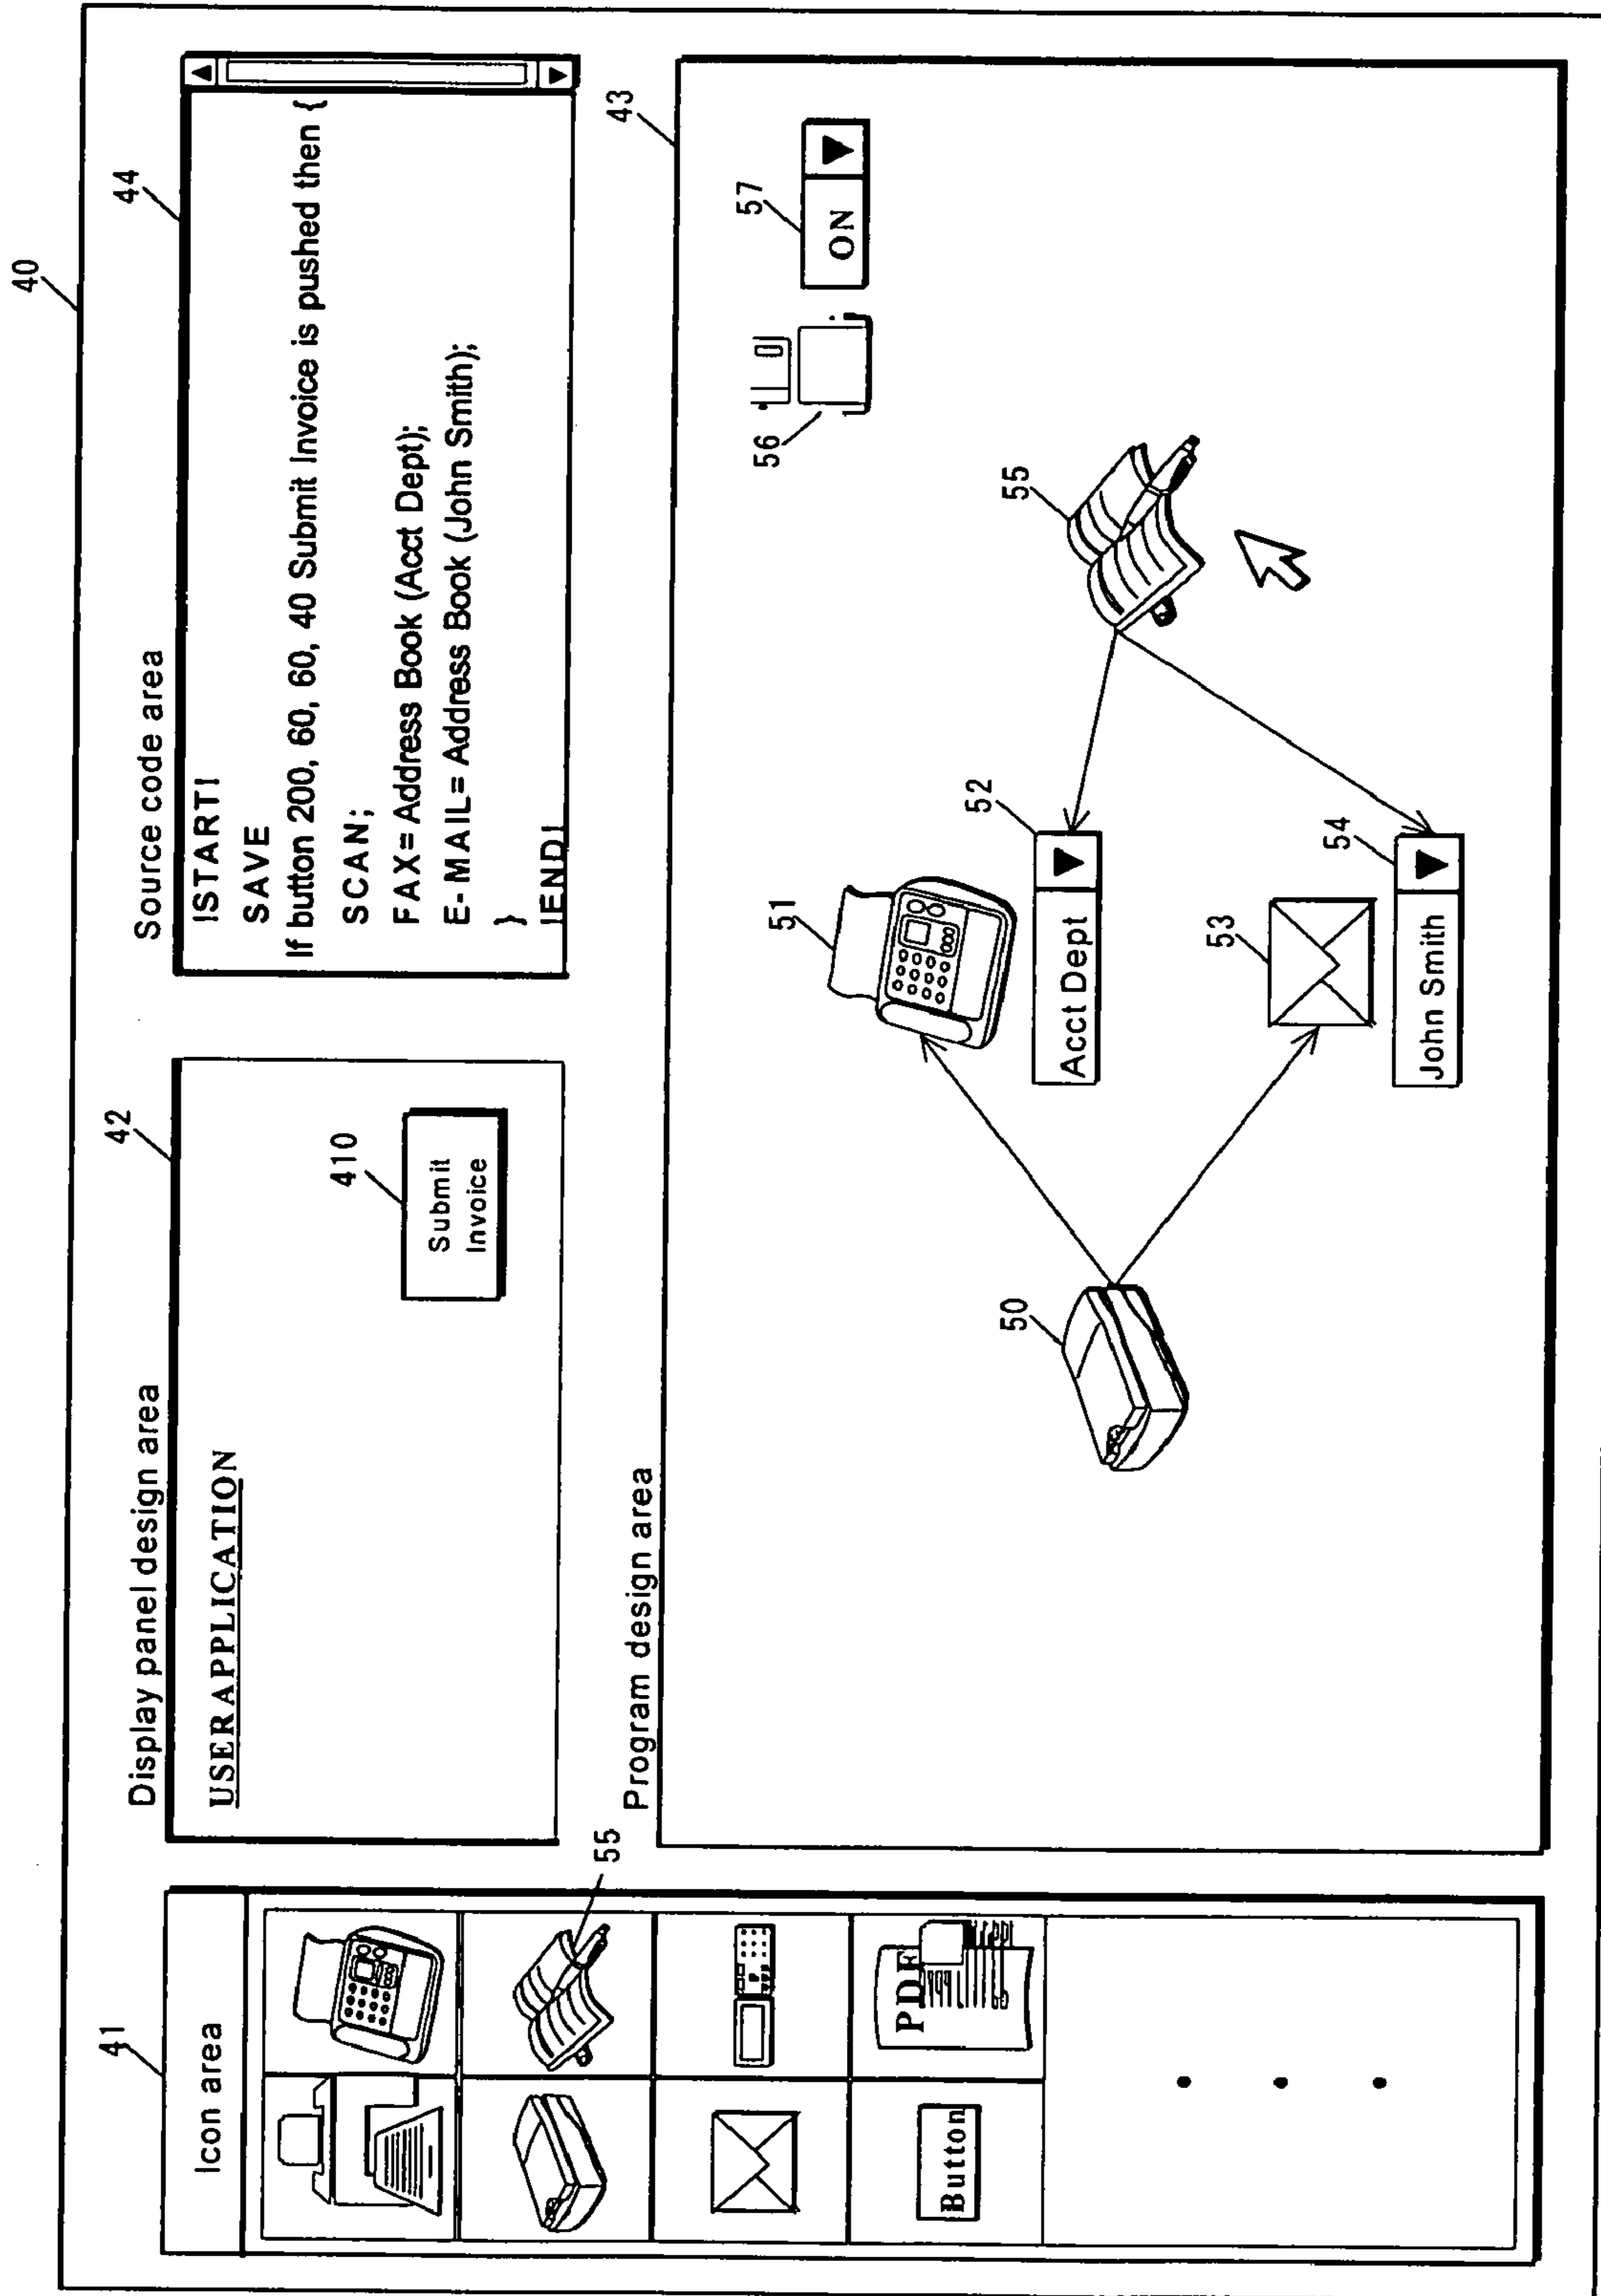 40
41
Icon area
Button
PDF
55
Display panel design area
42
USER APPLICATION
410
Submit
Invoice
Source code area
44
!START!
SAVE
If button 200, 60, 60, 40 Submit Invoice is pushed then {
SCAN;
FAX= Address Book (Acct Dept);
E-MAIL= Address Book (John Smith);
}
!END!
Program design area
43
50
51
52
Acct Dept
53
54
John Smith
55
56
57
ON